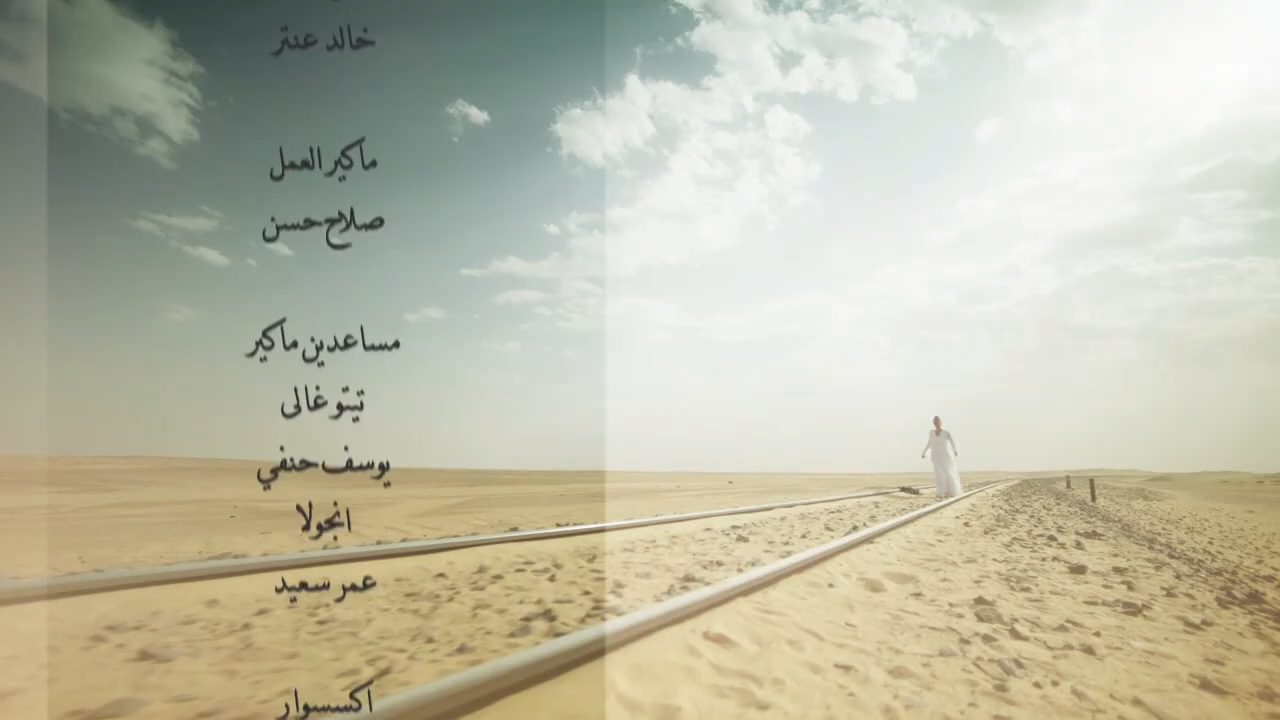 خالد عنتر
ماكير العمل
صلاح حسن
مساعدين ماكير
تيتو غالى
يوسف حنفي
انجولا
عمر سعيد
اكسسوار